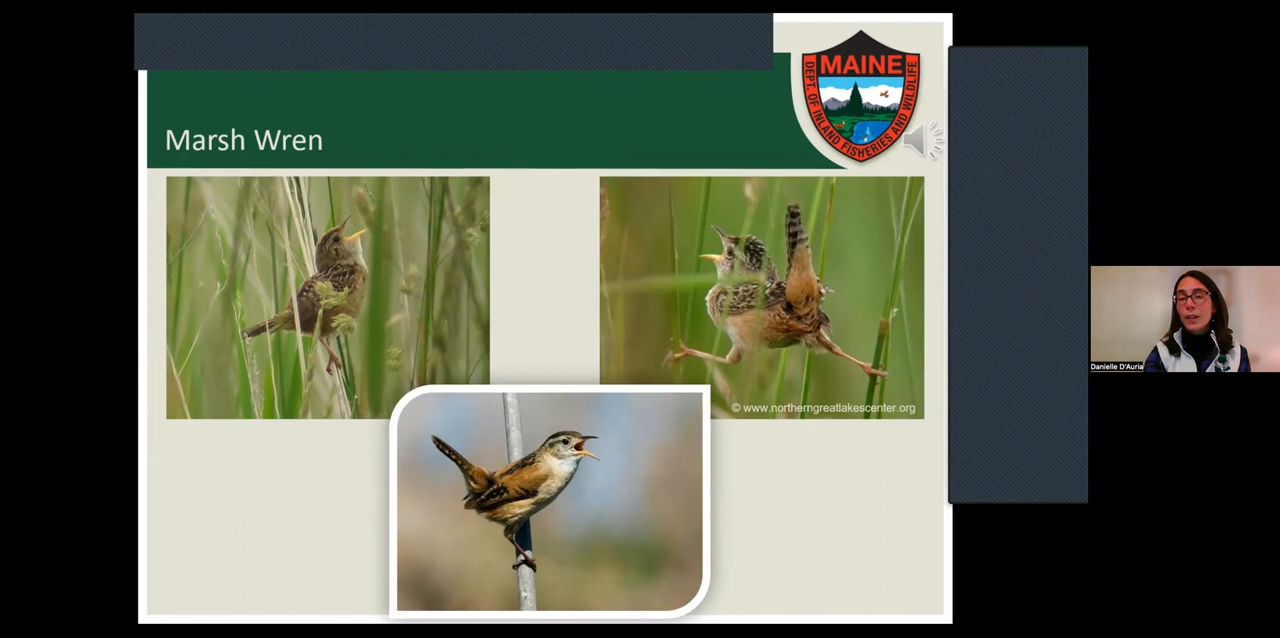 MAINE
DEPT. OF INLAND FISHERIES AND WILDLIFE
Marsh Wren
© www.northerngreatlakescenter.org
Danielle D'Auria